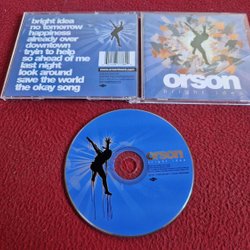 bright idea
no tomorrow
happiness
already over
downtown
tryin to help
so ahead of me
last night
look around
save the world
the okay song
orson
bright idea
orson
bright idea